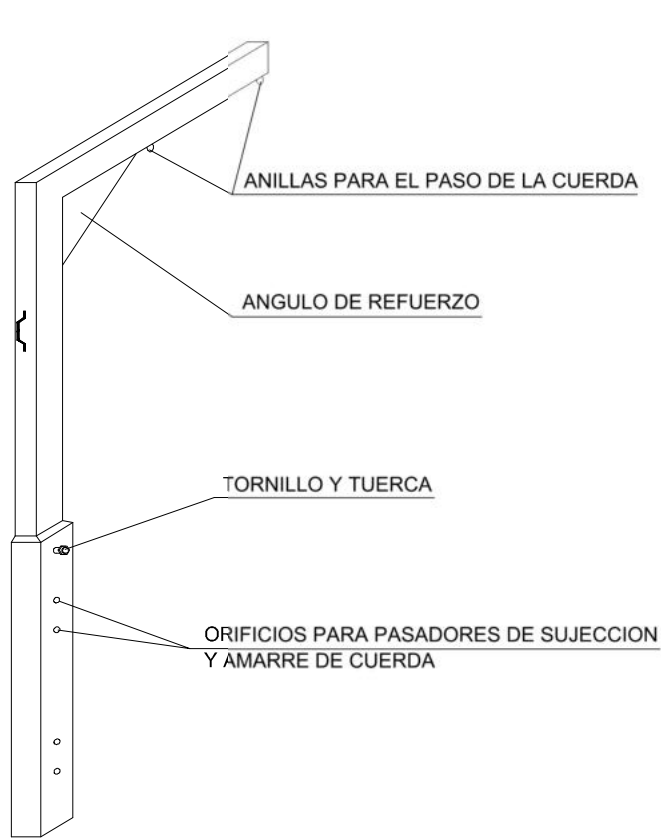 ANILLAS PARA EL PASO DE LA CUERDA
ANGULO DE REFUERZO
TORNILLO Y TUERCA
ORIFICIOS PARA PASADORES DE SUJECCION
Y AMARRE DE CUERDA